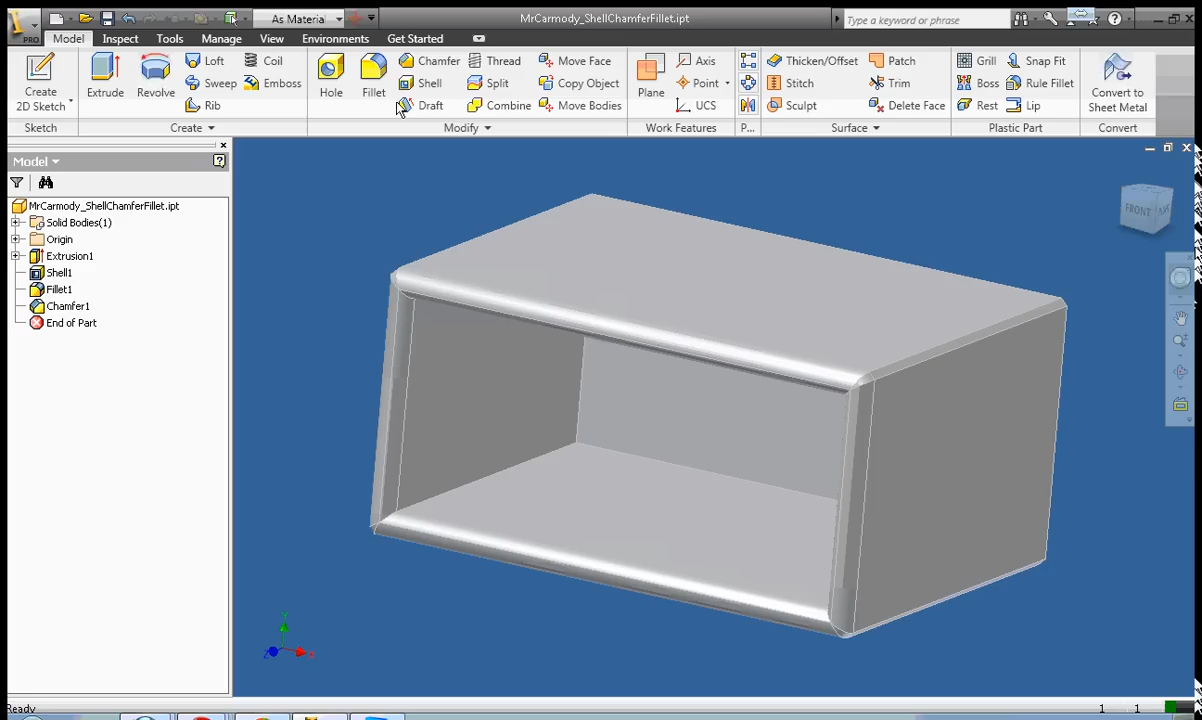 MrCarmody_ShellChamferFillet.ipt
As Material
Type a keyword or phrase
PRO
Model Inspect Tools Manage View Environments Get Started
Create 2D Sketch
Extrude
Revolve
Loft
Sweep
Rib
Coil
Emboss
Hole
Fillet
Chamfer
Shell
Draft
Thread
Split
Combine
Move Face
Copy Object
Move Bodies
Plane
Axis
Point
UCS
Thicken/Offset
Stitch
Sculpt
Patch
Trim
Delete Face
Grill
Boss
Rest
Snap Fit
Rule Fillet
Lip
Convert to
Sheet Metal
Sketch
Create
Modify
Work Features
P...
Surface
Plastic Part
Convert
Model
MrCarmody_ShellChamferFillet.ipt
Solid Bodies(1)
Origin
Extrusion1
Shell1
Fillet1
Chamfer1
End of Part
FRONT
Ready
1 1